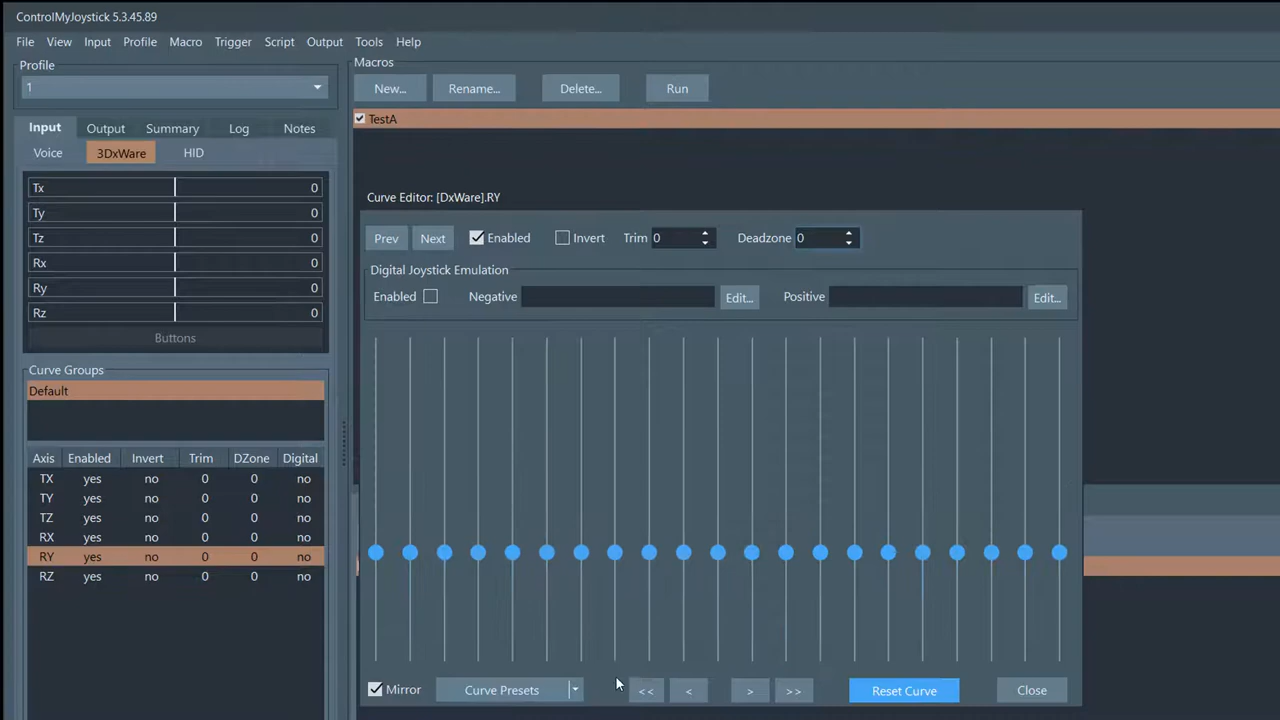 ControlMyJoystick 5.3.45.89
File View Input Profile Macro Trigger Script Output Tools Help
Profile
1
Input Output Summary Log Notes
Voice 3DxWare HID
Tx 0
Ty 0
Tz 0
Rx 0
Ry 0
Rz 0
Buttons
Curve Groups
Default
Axis Enabled Invert Trim DZone Digital
TX yes no 0 0 no
TY yes no 0 0 no
TZ yes no 0 0 no
RX yes no 0 0 no
RY yes no 0 0 no
RZ yes no 0 0 no
Macros
New... Rename... Delete... Run
TestA
Curve Editor: [DxWare].RY
Prev Next Enabled Invert Trim 0 Deadzone 0
Digital Joystick Emulation
Enabled Negative Edit... Positive Edit...
Mirror Curve Presets << < > >> Reset Curve Close